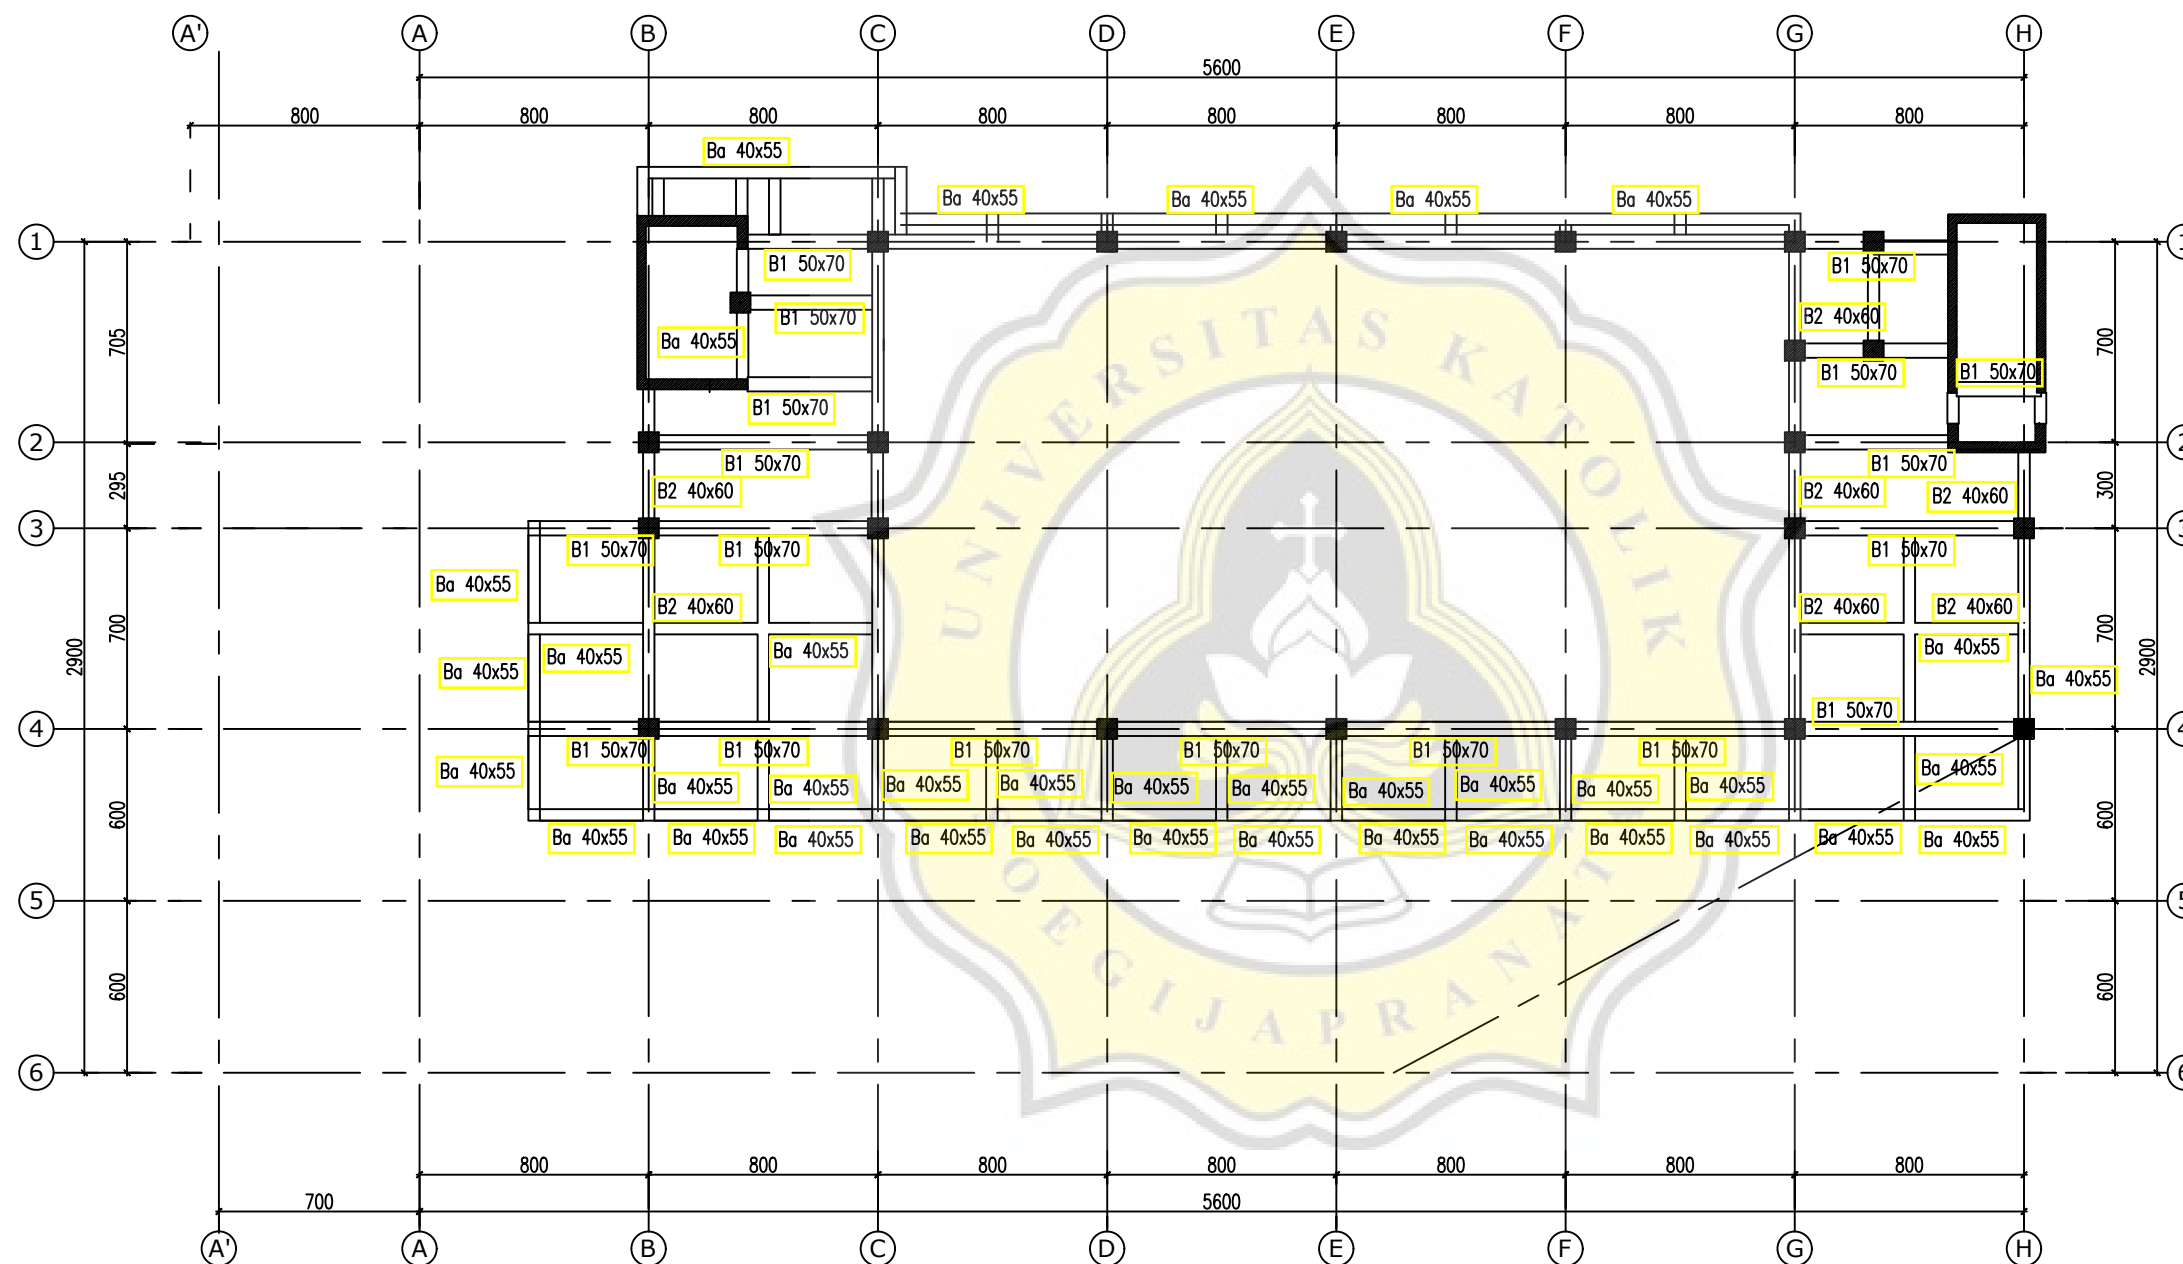 A' A B C D E F G H
5600
800 800 800 800 800 800 800 800
Ba 40x55
Ba 40x55 Ba 40x55 Ba 40x55 Ba 40x55
1 1
B1 50x70 B1 50x70
B1 50x70 B2 40x60
705 Ba 40x55 700
B1 50x70 B1 50x70
B1 50x70
2 2
B1 50x70 B1 50x70
295 B2 40x60 B2 40x60 B2 40x60 300
3 3
B1 50x70 B1 50x70 B1 50x70
Ba 40x55
B2 40x60 B2 40x60 B2 40x60
700 700
2900 2900
Ba 40x55 Ba 40x55 Ba 40x55 Ba 40x55
Ba 40x55
B1 50x70
4 4
B1 50x70 B1 50x70 B1 50x70 B1 50x70 B1 50x70 B1 50x70
Ba 40x55 Ba 40x55
Ba 40x55 Ba 40x55 Ba 40x55 Ba 40x55 Ba 40x55 Ba 40x55 Ba 40x55 Ba 40x55 Ba 40x55 Ba 40x55
600 600
Ba 40x55 Ba 40x55 Ba 40x55 Ba 40x55 Ba 40x55 Ba 40x55 Ba 40x55 Ba 40x55 Ba 40x55 Ba 40x55 Ba 40x55 Ba 40x55 Ba 40x55
5 5
600 600
6 6
800 800 800 800 800 800 800
700 5600
A' A B C D E F G H
UNIVERSITAS KATOLIK
SOEGIJAPRANATA